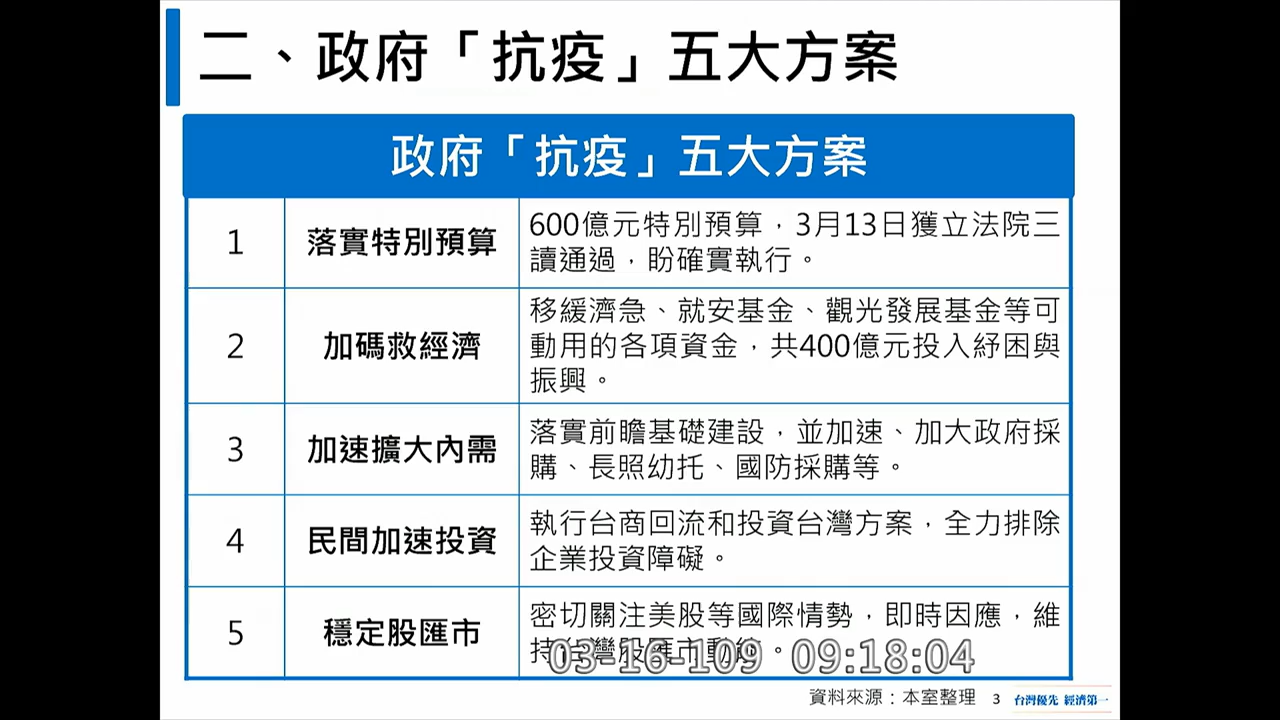 二、政府「抗疫」五大方案
政府「抗疫」五大方案
1
落實特別預算
600億元特別預算，3月13日獲立法院三
讀通過，盼確實執行。
2
加碼救經濟
移緩濟急、就安基金、觀光發展基金等可
動用的各項資金，共400億元投入紓困與
振興。
3
加速擴大內需
落實前瞻基礎建設，並加速、加大政府採
購、長照幼托、國防採購等。
4
民間加速投資
執行台商回流和投資台灣方案，全力排除
企業投資障礙。
5
穩定股匯市
密切關注美股等國際情勢，即時因應，維
持台灣股匯市動能。
03-16-109 09:18:04
資料來源：本室整理
3
台灣優先 經濟第一